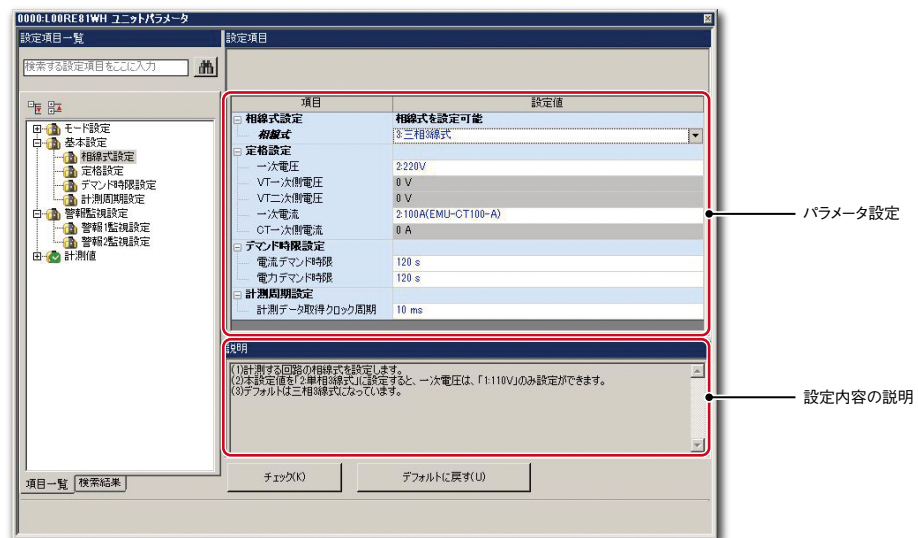 0000:L00RE81WH ユニットパラメータ
設定項目一覧
検索する設定項目をここに入力
モード設定
基本設定
相線式設定
定格設定
デマンド時限設定
計測周期設定
警報監視設定
警報1監視設定
警報2監視設定
計測値
項目一覧 検索結果
設定項目
項目 設定値
相線式設定 相線式を設定可能
相線式 3:三相3線式
定格設定
一次電圧 2:220V
VT一次側電圧 0 V
VT二次側電圧 0 V
一次電流 2:100A(EMU-CT100-A)
CT一次側電流 0 A
デマンド時限設定
電流デマンド時限 120 s
電力デマンド時限 120 s
計測周期設定
計測データ取得クロック周期 10 ms
説明
(1)計測する回路の相線式を設定します。
(2)本設定値を「2:単相3線式」に設定すると、一次電圧は、「1:110V」のみ設定ができます。
(3)デフォルトは三相3線式になっています。
チェック(K) デフォルトに戻す(U)
パラメータ設定
設定内容の説明